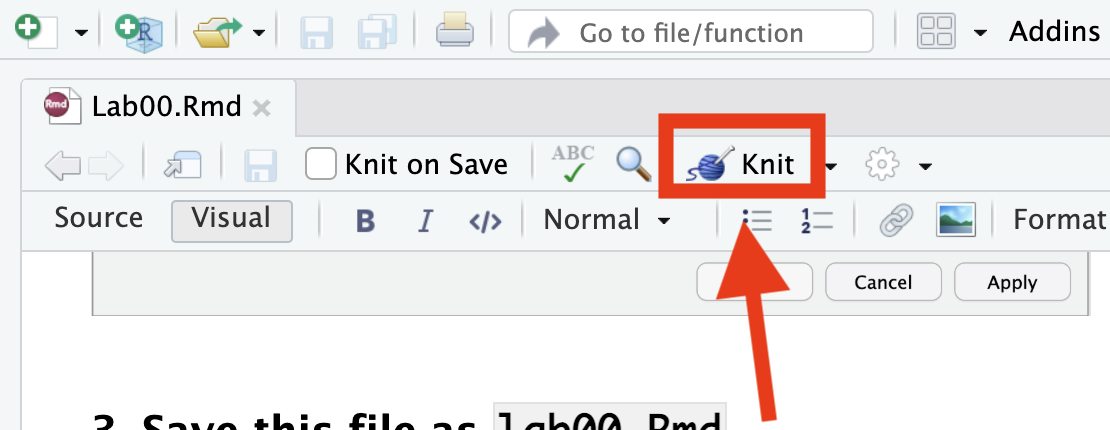 Go to file/function
Addins
Rmd
Lab00.Rmd
Knit on Save
ABC
Knit
Source
Visual
B
I
</>
Normal
1
2
Format
Cancel
Apply
3. Save this file as lab00.Rmd